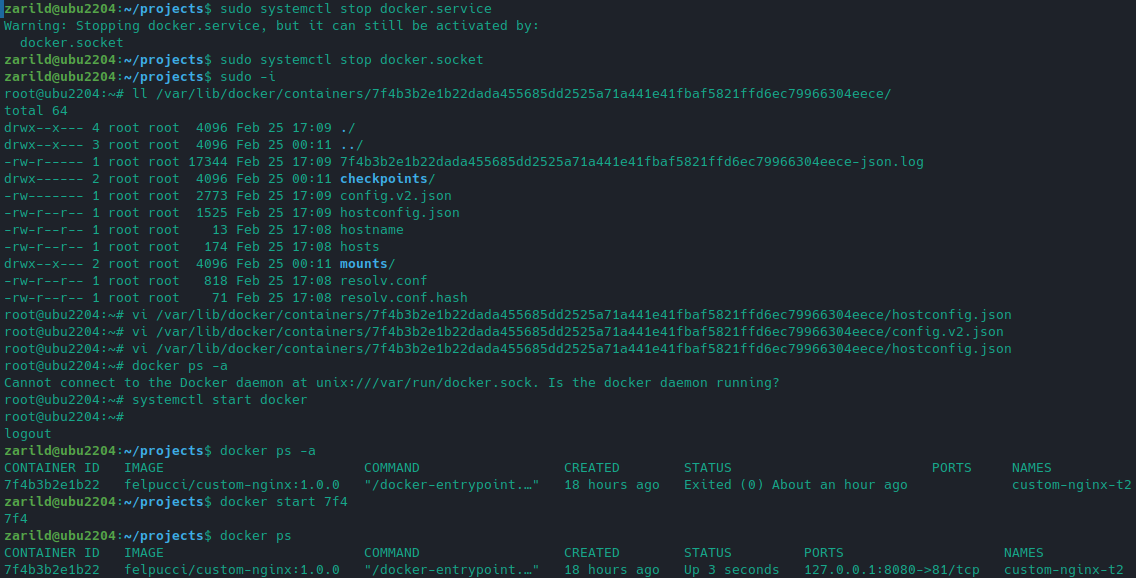 zarild@ubu2204:~/projects$ sudo systemctl stop docker.service
Warning: Stopping docker.service, but it can still be activated by:
  docker.socket
zarild@ubu2204:~/projects$ sudo systemctl stop docker.socket
zarild@ubu2204:~/projects$ sudo -i
root@ubu2204:~# ll /var/lib/docker/containers/7f4b3b2e1b22dada455685dd2525a71a441e41fbaf5821ffd6ec79966304eece/
total 64
drwx--x--- 4 root root  4096 Feb 25 17:09 ./
drwx--x--- 3 root root  4096 Feb 25 00:11 ../
-rw-r----- 1 root root 17344 Feb 25 17:09 7f4b3b2e1b22dada455685dd2525a71a441e41fbaf5821ffd6ec79966304eece-json.log
drwx------ 2 root root  4096 Feb 25 00:11 checkpoints/
-rw------- 1 root root  2773 Feb 25 17:09 config.v2.json
-rw-r--r-- 1 root root  1525 Feb 25 17:09 hostconfig.json
-rw-r--r-- 1 root root    13 Feb 25 17:08 hostname
-rw-r--r-- 1 root root   174 Feb 25 17:08 hosts
drwx--x--- 2 root root  4096 Feb 25 00:11 mounts/
-rw-r--r-- 1 root root   818 Feb 25 17:08 resolv.conf
-rw-r--r-- 1 root root    71 Feb 25 17:08 resolv.conf.hash
root@ubu2204:~# vi /var/lib/docker/containers/7f4b3b2e1b22dada455685dd2525a71a441e41fbaf5821ffd6ec79966304eece/hostconfig.json
root@ubu2204:~# vi /var/lib/docker/containers/7f4b3b2e1b22dada455685dd2525a71a441e41fbaf5821ffd6ec79966304eece/config.v2.json
root@ubu2204:~# vi /var/lib/docker/containers/7f4b3b2e1b22dada455685dd2525a71a441e41fbaf5821ffd6ec79966304eece/hostconfig.json
root@ubu2204:~# docker ps -a
Cannot connect to the Docker daemon at unix:///var/run/docker.sock. Is the docker daemon running?
root@ubu2204:~# systemctl start docker
root@ubu2204:~#
logout
zarild@ubu2204:~/projects$ docker ps -a
CONTAINER ID   IMAGE                         COMMAND                  CREATED        STATUS                         PORTS     NAMES
7f4b3b2e1b22   felpucci/custom-nginx:1.0.0   "/docker-entrypoint.…"   18 hours ago   Exited (0) About an hour ago             custom-nginx-t2
zarild@ubu2204:~/projects$ docker start 7f4
7f4
zarild@ubu2204:~/projects$ docker ps
CONTAINER ID   IMAGE                         COMMAND                  CREATED        STATUS         PORTS                    NAMES
7f4b3b2e1b22   felpucci/custom-nginx:1.0.0   "/docker-entrypoint.…"   18 hours ago   Up 3 seconds   127.0.0.1:8080->81/tcp   custom-nginx-t2